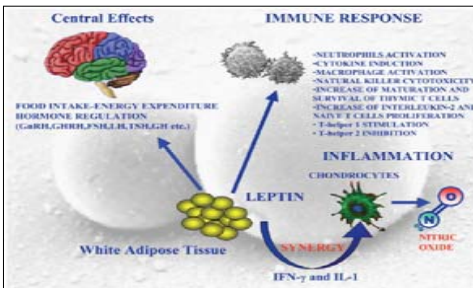 Central Effects
FOOD INTAKE-ENERGY EXPENDITURE
HORMONE REGULATION
(GnRH,GHRH,FSH,LH,TSH,GH etc.)
IMMUNE RESPONSE
•NEUTROPHILS ACTIVATION
•CYTOKINE INDUCTION
•MACROPHAGE ACTIVATION
•NATURAL KILLER CYTOTOXICITY
•INCREASE OF MATURATION AND
SURVIVAL OF THYMIC T CELLS
•INCREASE OF INTERLEUKIN-2 AND
NAIVE T CELLS PROLIFERATION
• T-helper 1 STIMULATION
• T-helper 2 INHIBITION
INFLAMMATION
CHONDROCYTES
LEPTIN
White Adipose Tissue
SYNERGY
IFN-γ and IL-1
O
N
NITRIC
OXIDE